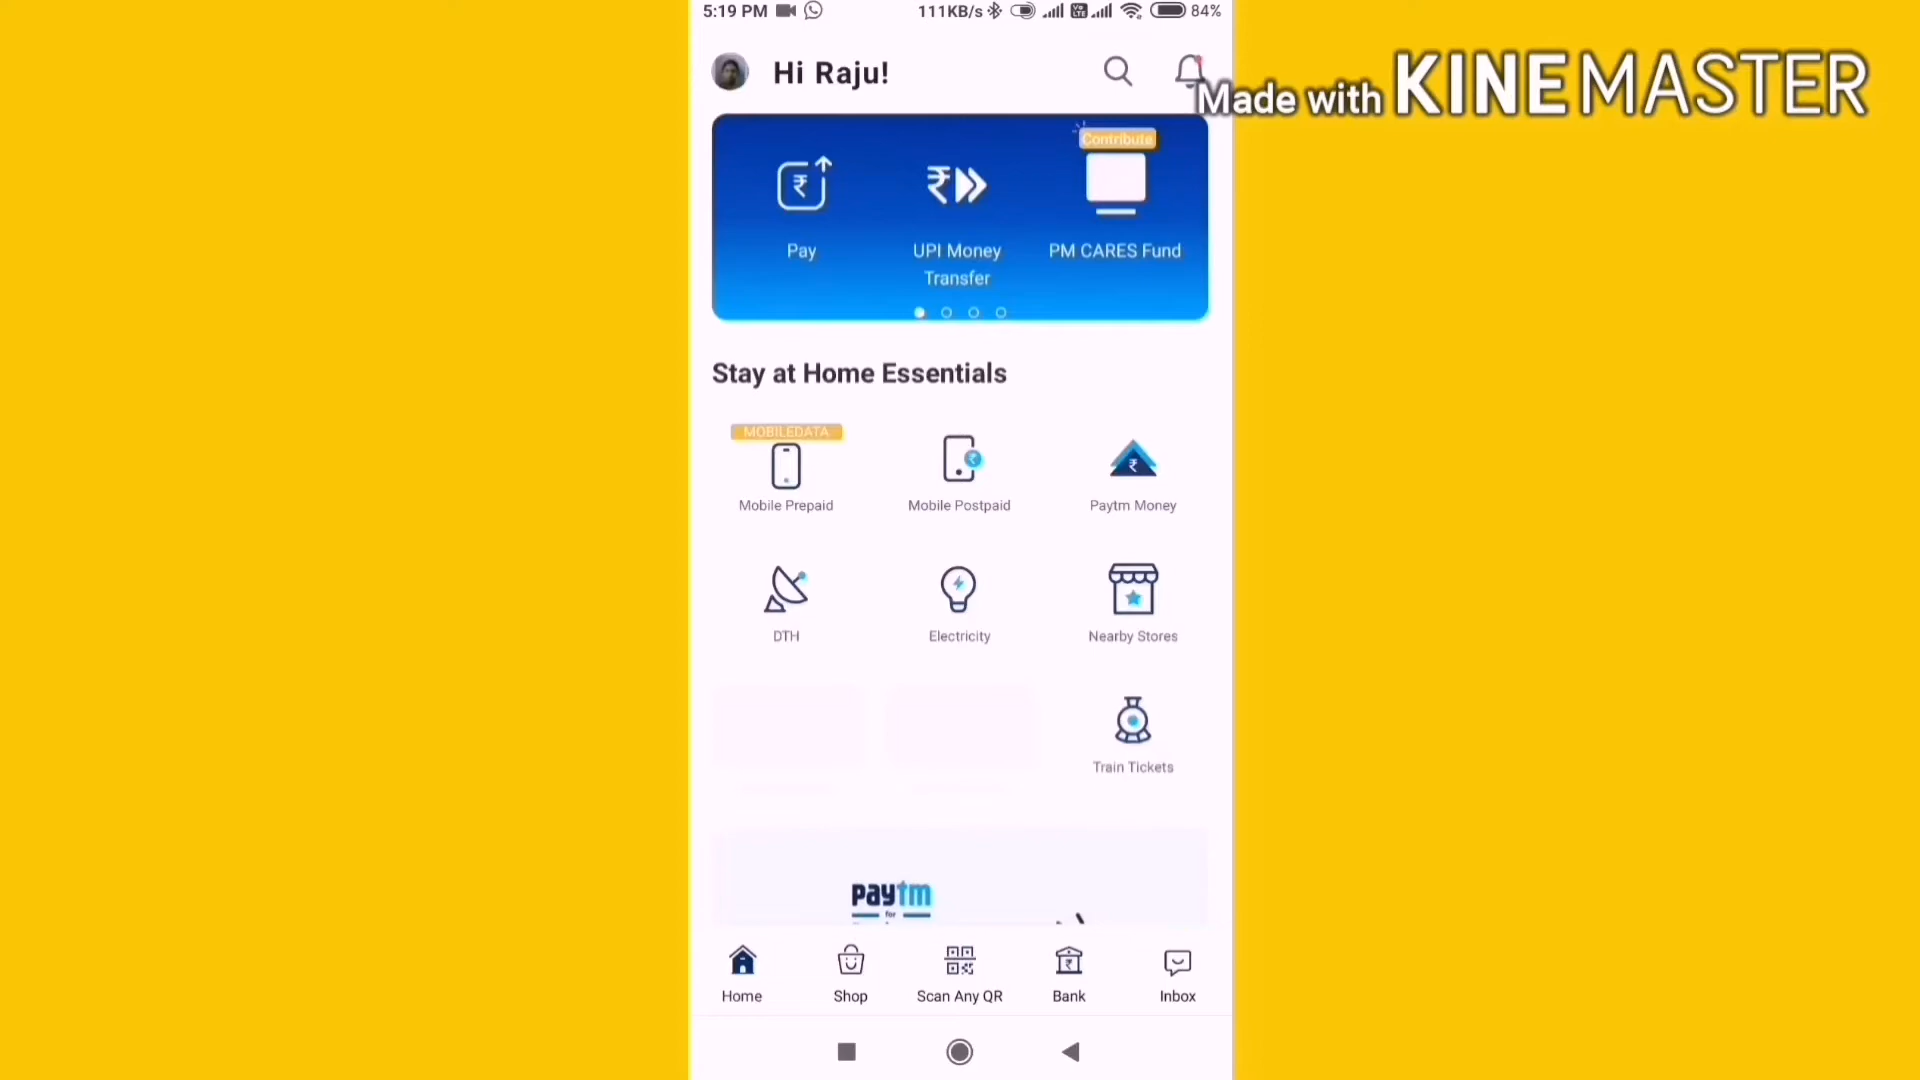 5:19 PM
111KB/s
84%
Hi Raju!
Made with KINEMASTER
Contribute
Pay
UPI Money
Transfer
PM CARES Fund
Stay at Home Essentials
MOBILEDATA
Mobile Prepaid
Mobile Postpaid
Paytm Money
DTH
Electricity
Nearby Stores
Train Tickets
paytm
for
Home
Shop
Scan Any QR
Bank
Inbox